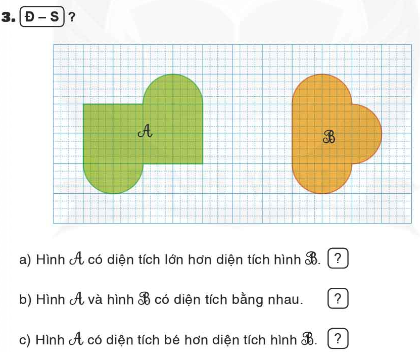 3. Đ – S ?
A B
a) Hình A có diện tích lớn hơn diện tích hình B. ?
b) Hình A và hình B có diện tích bằng nhau. ?
c) Hình A có diện tích bé hơn diện tích hình B. ?